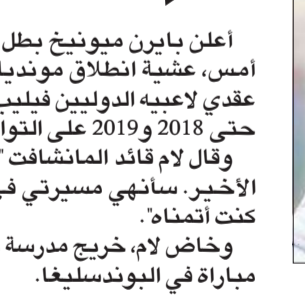 أعلن بايرن ميونيخ بطل
أمس، عشية انطلاق مونديا
عقدي لاعبيه الدوليين فيليب
حتى 2018 و2019 على التوا
وقال لام قائد المانشافت "
الأخير. سأنهي مسيرتي في
كنت أتمناه".
وخاض لام، خريج مدرسة
مباراة في البوندسليغا.